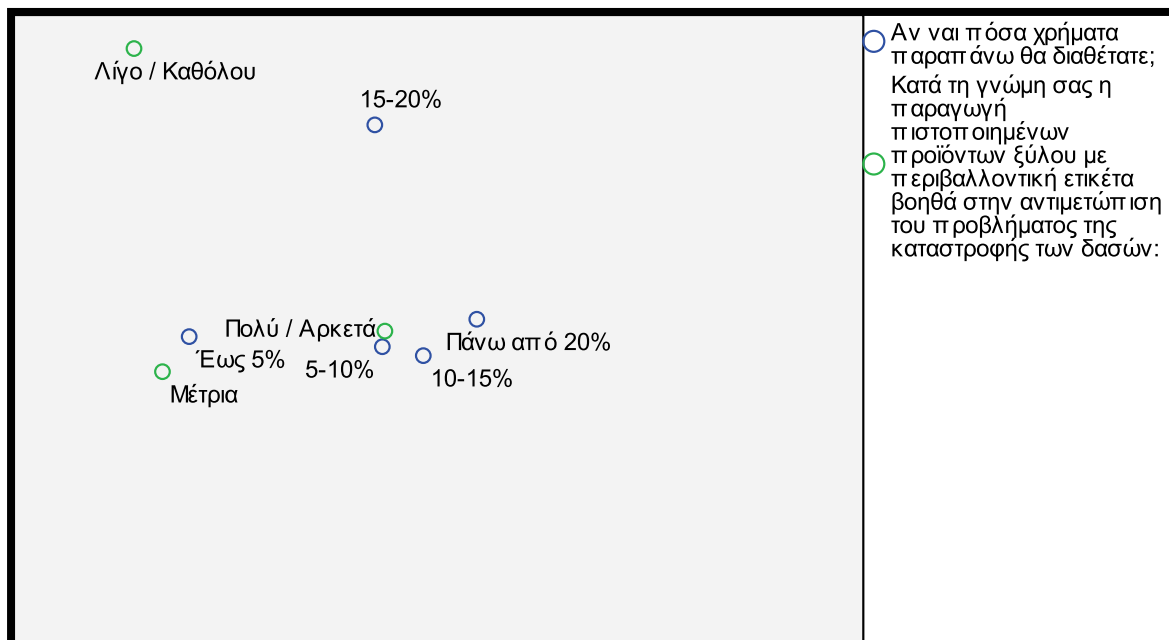 Λίγο / Καθόλου
15-20%
Πολύ / Αρκετά
Πάνω από 20%
Έως 5%
5-10%
10-15%
Μέτρια
Αν ναι πόσα χρήματα
παραπάνω θα διαθέτατε;
Κατά τη γνώμη σας η
παραγωγή
πιστοποιημένων
προϊόντων ξύλου με
περιβαλλοντική ετικέτα
βοηθά στην αντιμετώπιση
του προβλήματος της
καταστροφής των δασών: